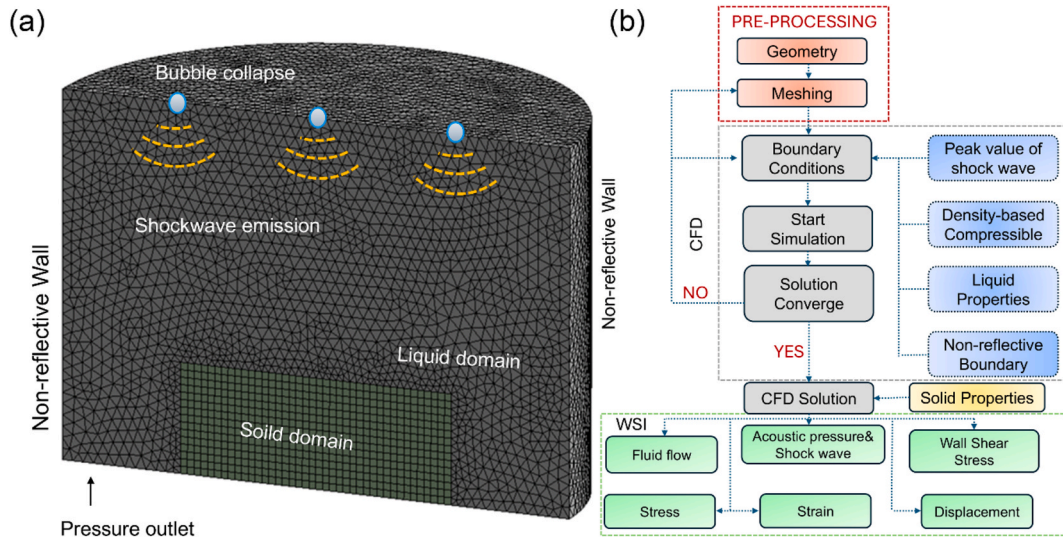 (a)
Bubble collapse
Shockwave emission
Non-reflective Wall
Non-reflective Wall
Liquid domain
Soild domain
Pressure outlet
(b)
PRE-PROCESSING
Geometry
Meshing
CFD
Boundary
Conditions
Start
Simulation
Solution
Converge
NO
YES
Peak value of
shock wave
Density-based
Compressible
Liquid
Properties
Non-reflective
Boundary
CFD Solution
Solid Properties
WSI
Fluid flow
Acoustic pressure&
Shock wave
Wall Shear
Stress
Stress
Strain
Displacement